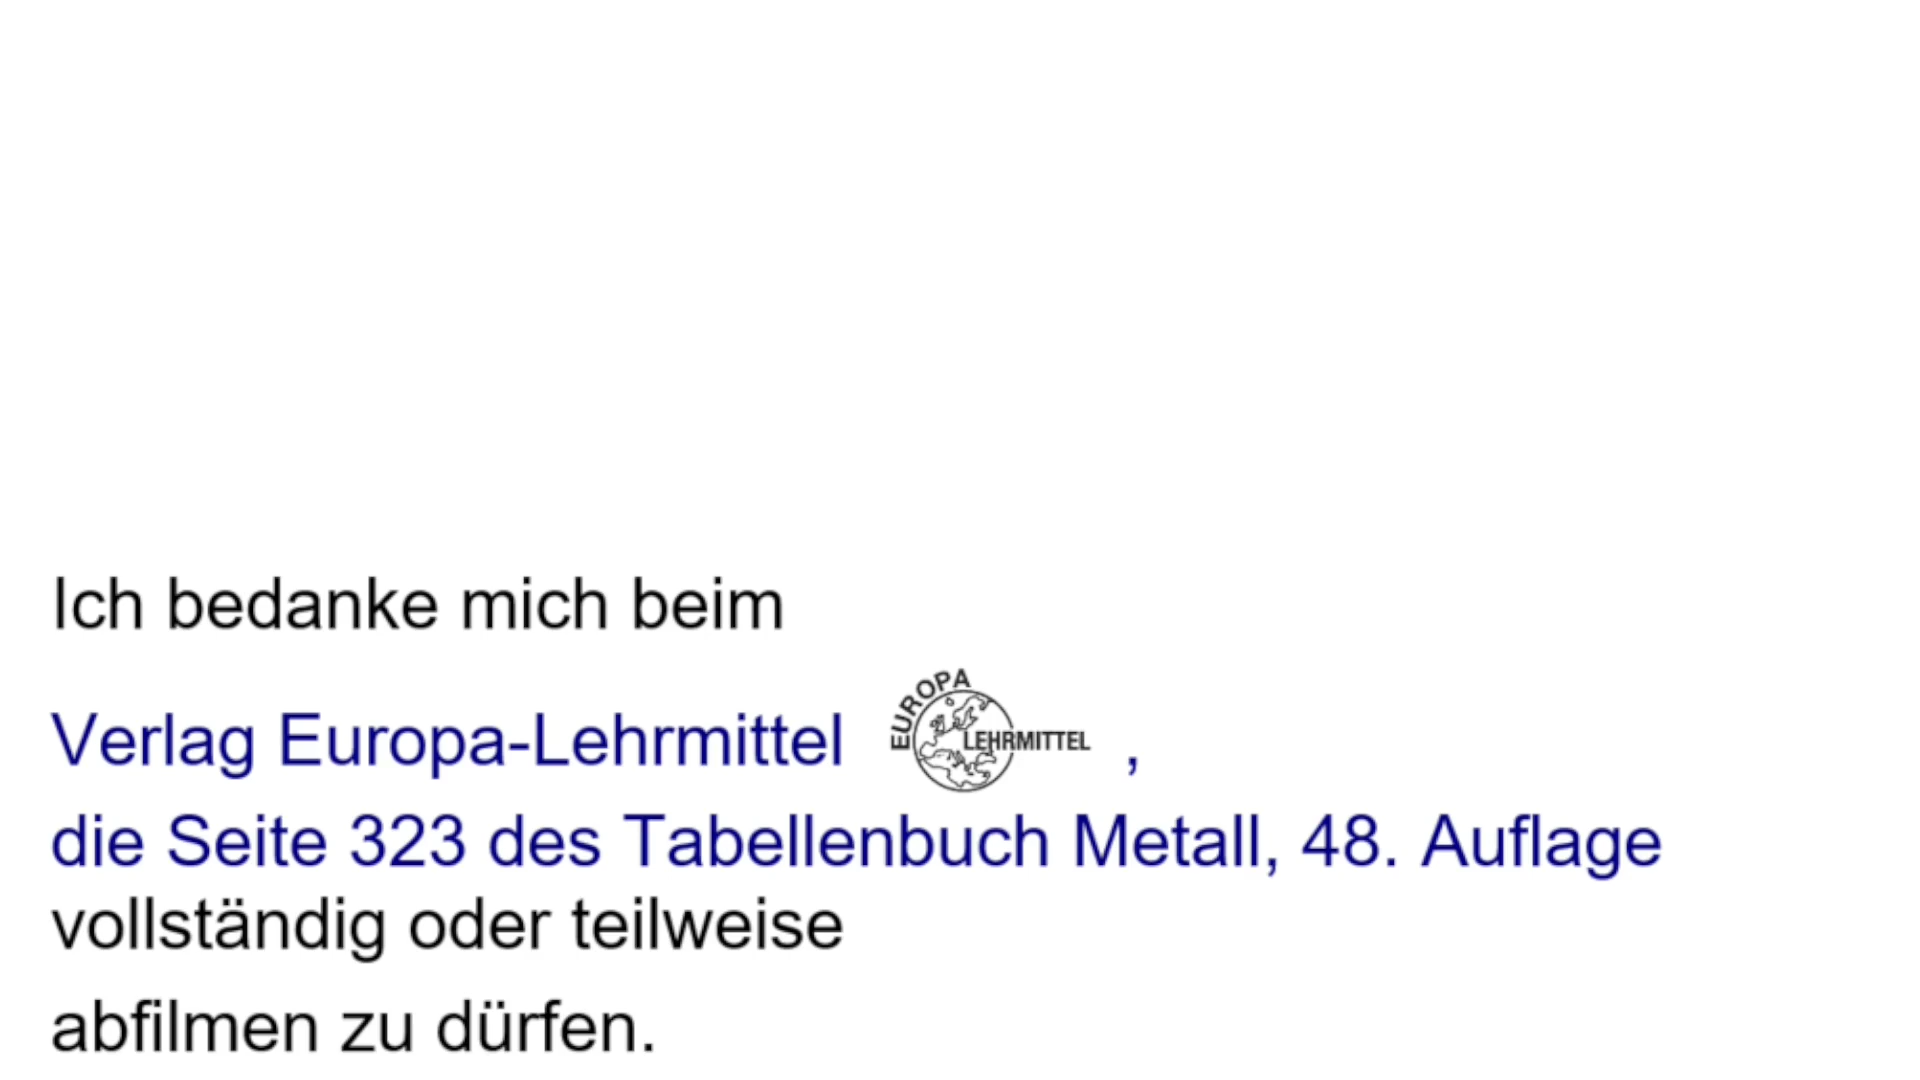 Ich bedanke mich beim
Verlag Europa-Lehrmittel EUROPA LEHRMITTEL ,
die Seite 323 des Tabellenbuch Metall, 48. Auflage
vollständig oder teilweise
abfilmen zu dürfen.